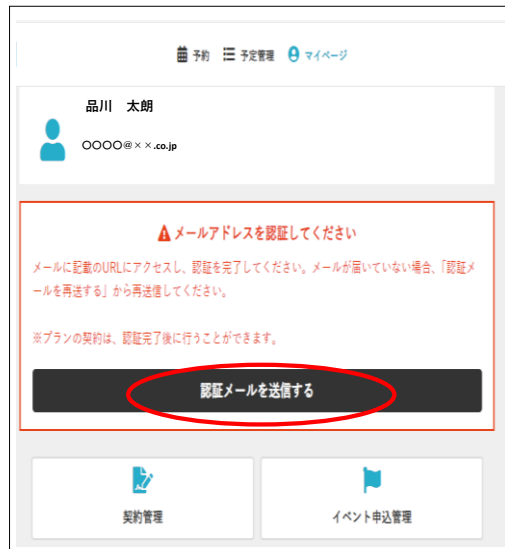 予約 予定管理 マイページ
品川 太朗
〇〇〇〇@××.co.jp
メールアドレスを認証してください
メールに記載のURLにアクセスし、認証を完了してください。メールが届いていない場合、「認証メ
ールを再送する」から再送信してください。
※プランの契約は、認証完了後に行うことができます。
認証メールを送信する
契約管理 イベント申込管理